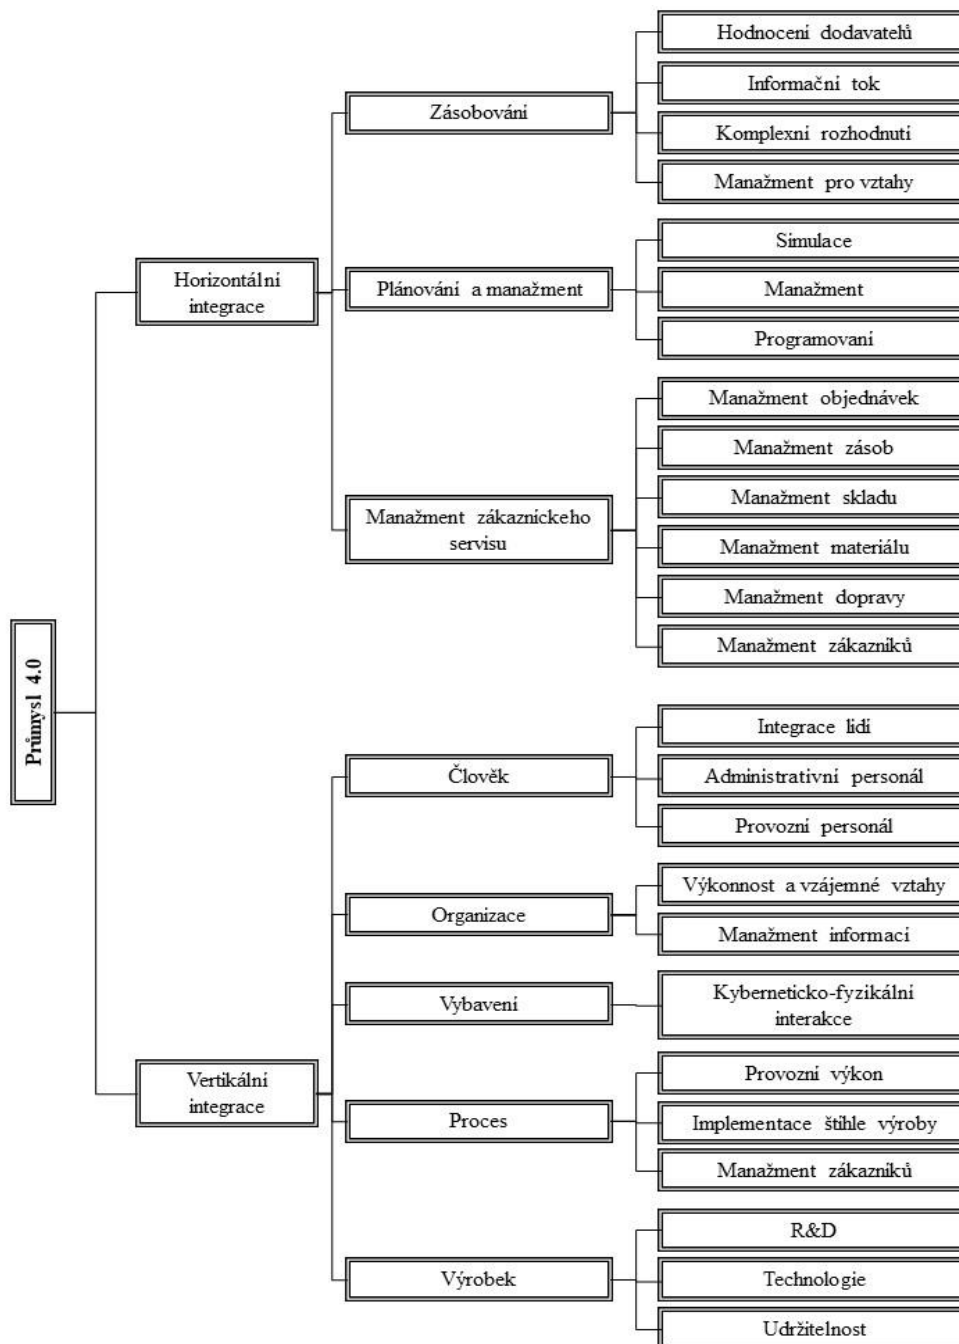 Průmysl 4.0
Horizontální
integrace
Zásobování
Hodnocení dodavatelů
Informační tok
Komplexní rozhodnutí
Manažment pro vztahy
Plánování a manažment
Simulace
Manažment
Programovaní
Manažment zákaznickeho
servisu
Manažment objednávek
Manažment zásob
Manažment skladu
Manažment materiálu
Manažment dopravy
Manažment zákazníků
Vertikální
integrace
Člověk
Integrace lidí
Administrativní personál
Provozní personál
Organizace
Výkonnost a vzájemné vztahy
Manažment informací
Vybavení
Kyberneticko-fyzikální
interakce
Proces
Provozní výkon
Implementace štíhle výroby
Manažment zákazníků
Výrobek
R&D
Technologie
Udržitelnost